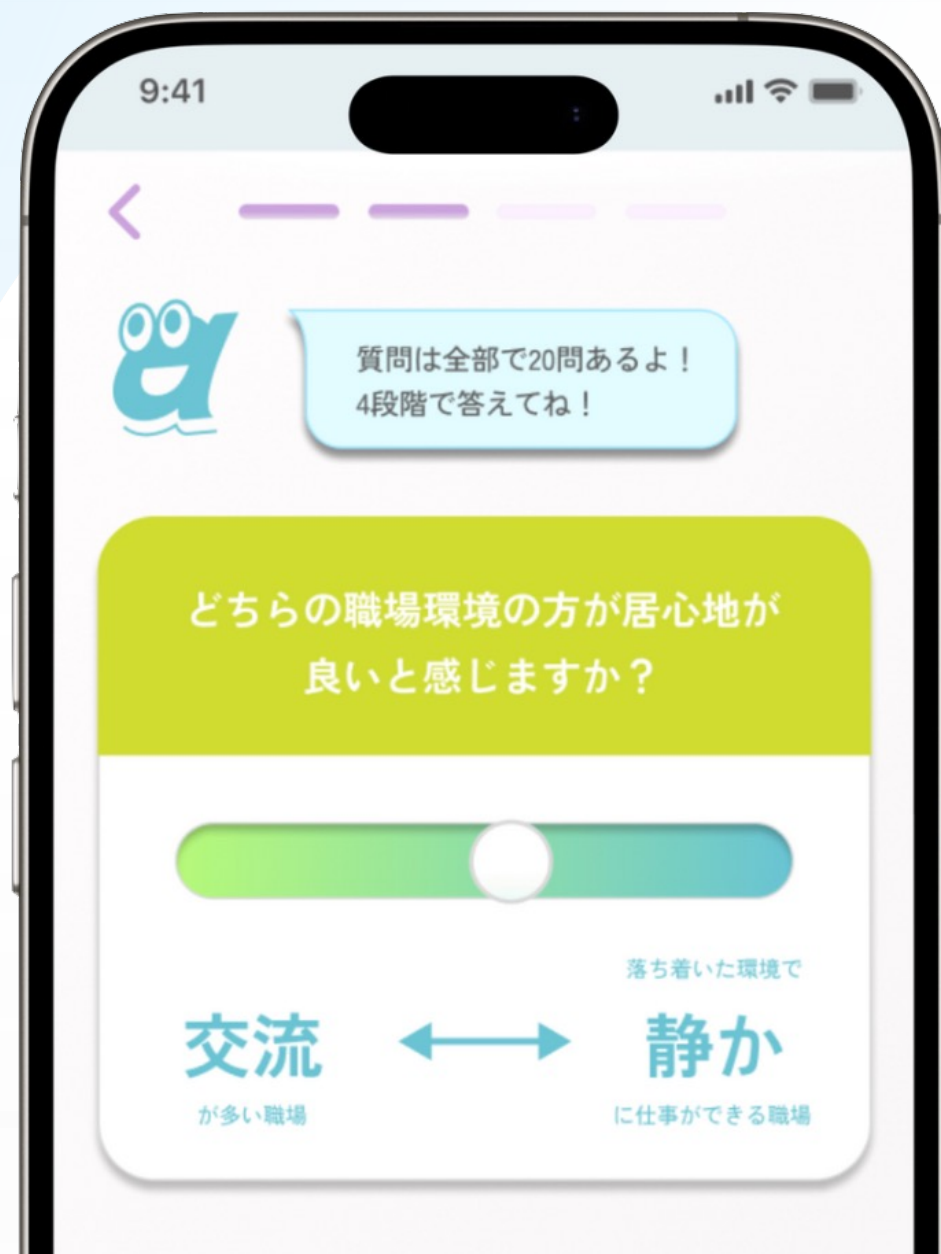 9:41
質問は全部で20問あるよ！
4段階で答えてね！
どちらの職場環境の方が居心地が
良いと感じますか？
落ち着いた環境で
交流
静か
が多い職場
に仕事ができる職場